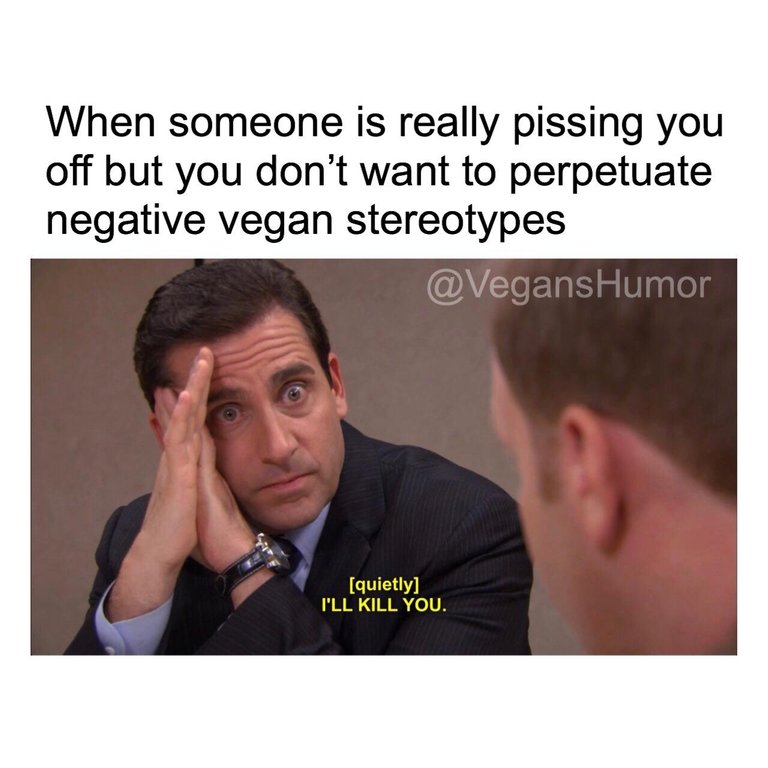 When someone is really pissing you
off but you don’t want to perpetuate
negative vegan stereotypes
@VegansHumor
[quietly]
I'LL KILL YOU.